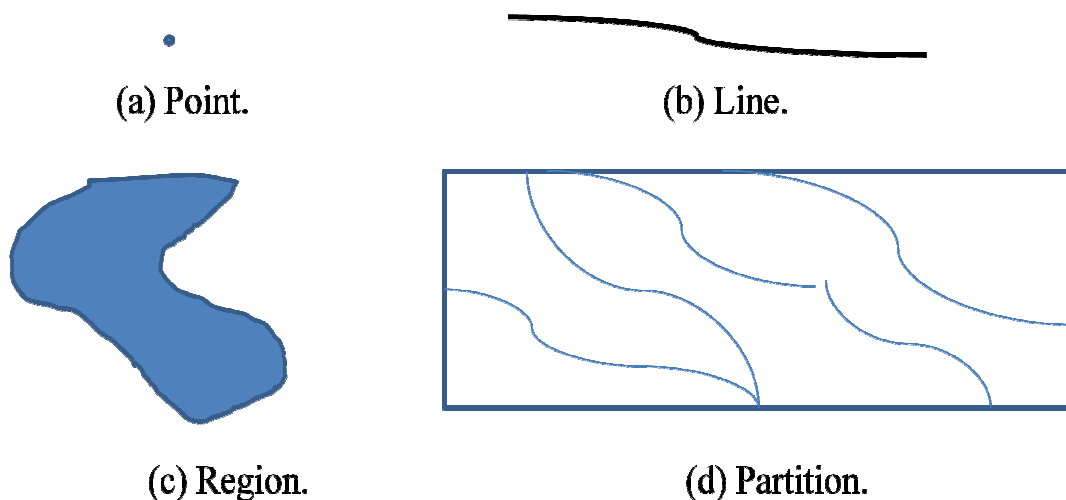 (a) Point.
(b) Line.
(c) Region.
(d) Partition.